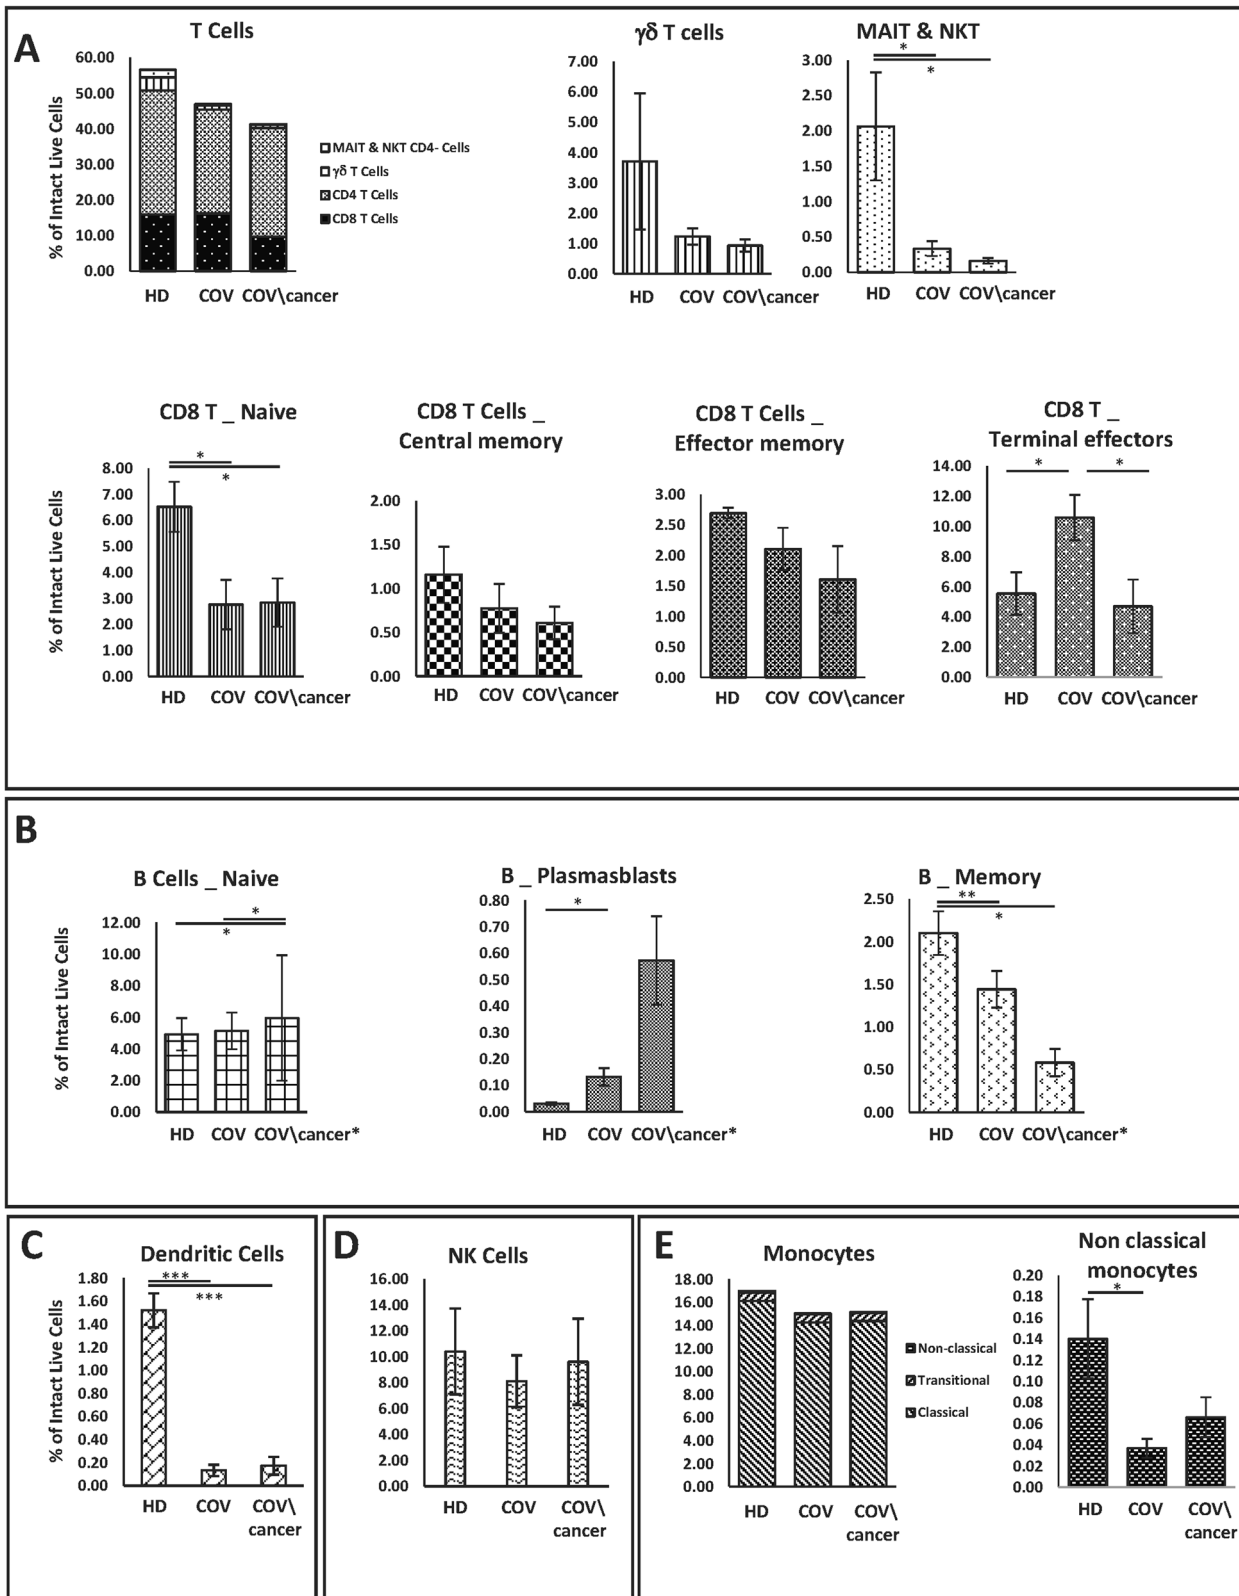 A
T Cells
% of Intact Live Cells
60.00
50.00
40.00
30.00
20.00
10.00
0.00
HD COV COV\cancer
MAIT & NKT CD4- Cells
γδ T Cells
CD4 T Cells
CD8 T Cells
γδ T cells
7.00
6.00
5.00
4.00
3.00
2.00
1.00
0.00
HD COV COV\cancer
MAIT & NKT
*
*
3.00
2.50
2.00
1.50
1.00
0.50
0.00
HD COV COV\cancer
CD8 T _ Naive
% of Intact Live Cells
*
*
8.00
7.00
6.00
5.00
4.00
3.00
2.00
1.00
0.00
HD COV COV\cancer
CD8 T Cells _
Central memory
2.00
1.50
1.00
0.50
0.00
HD COV COV\cancer
CD8 T Cells _
Effector memory
3.00
2.50
2.00
1.50
1.00
0.50
0.00
HD COV COV\cancer
CD8 T _
Terminal effectors
* *
14.00
12.00
10.00
8.00
6.00
4.00
2.00
0.00
HD COV COV\cancer
B
B Cells _ Naive
% of Intact Live Cells
*
*
12.00
10.00
8.00
6.00
4.00
2.00
0.00
HD COV COV\cancer*
B _ Plasmasblasts
*
0.80
0.70
0.60
0.50
0.40
0.30
0.20
0.10
0.00
HD COV COV\cancer*
B _ Memory
**
*
2.50
2.00
1.50
1.00
0.50
0.00
HD COV COV\cancer*
C
Dendritic Cells
% of Intact Live Cells
***
***
1.80
1.60
1.40
1.20
1.00
0.80
0.60
0.40
0.20
0.00
HD COV COV\
cancer
D
NK Cells
16.00
14.00
12.00
10.00
8.00
6.00
4.00
2.00
0.00
HD COV COV\
cancer
E
Monocytes
18.00
16.00
14.00
12.00
10.00
8.00
6.00
4.00
2.00
0.00
HD COV COV\
cancer
Non-classical
Transitional
Classical
Non classical
monocytes
*
0.20
0.18
0.16
0.14
0.12
0.10
0.08
0.06
0.04
0.02
0.00
HD COV COV\
cancer